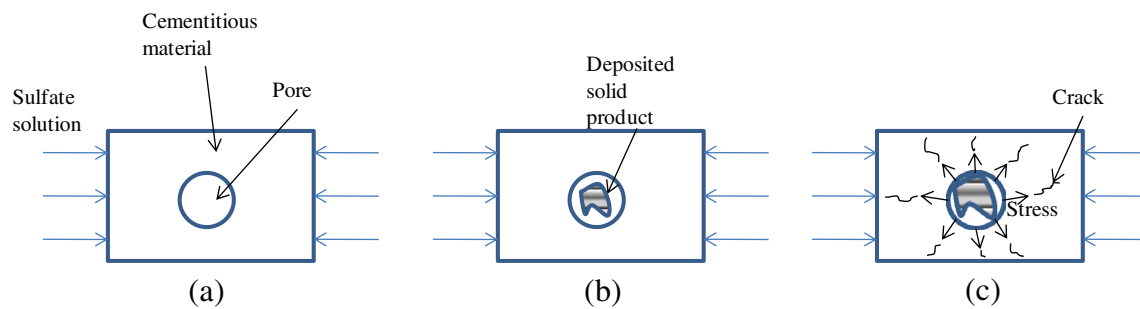 Cementitious
material
Pore
Sulfate
solution
(a)
Deposited
solid
product
(b)
Crack
Stress
(c)